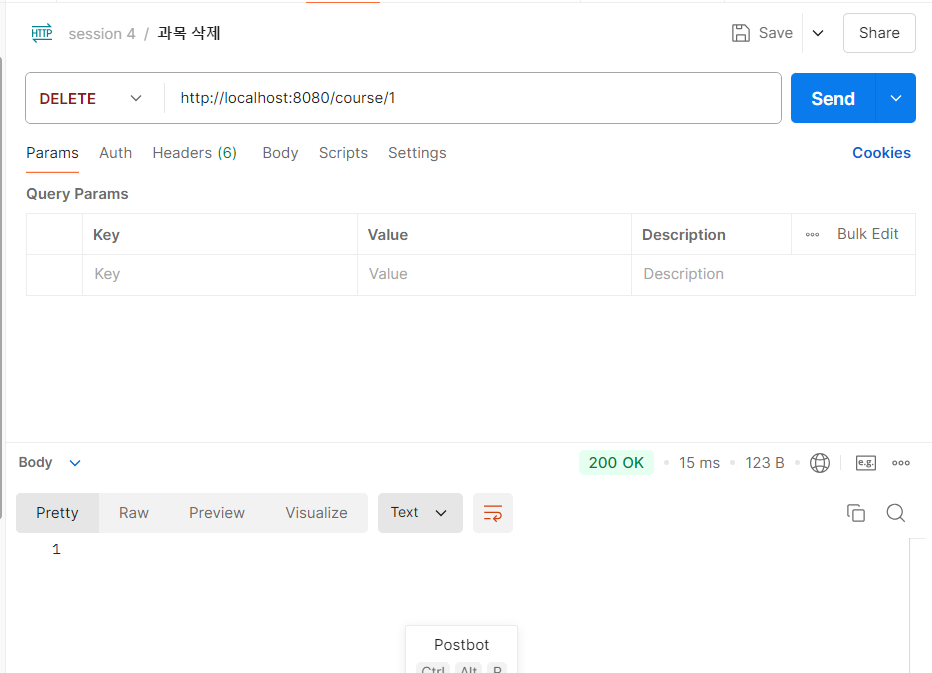 HTTP session 4 / 과목 삭제 Save Share
DELETE http://localhost:8080/course/1 Send
Params Auth Headers (6) Body Scripts Settings Cookies
Query Params
Key Value Description Bulk Edit
Key Value Description
Body 200 OK 15 ms 123 B e.g.
Pretty Raw Preview Visualize Text
1
Postbot
Ctrl Alt P